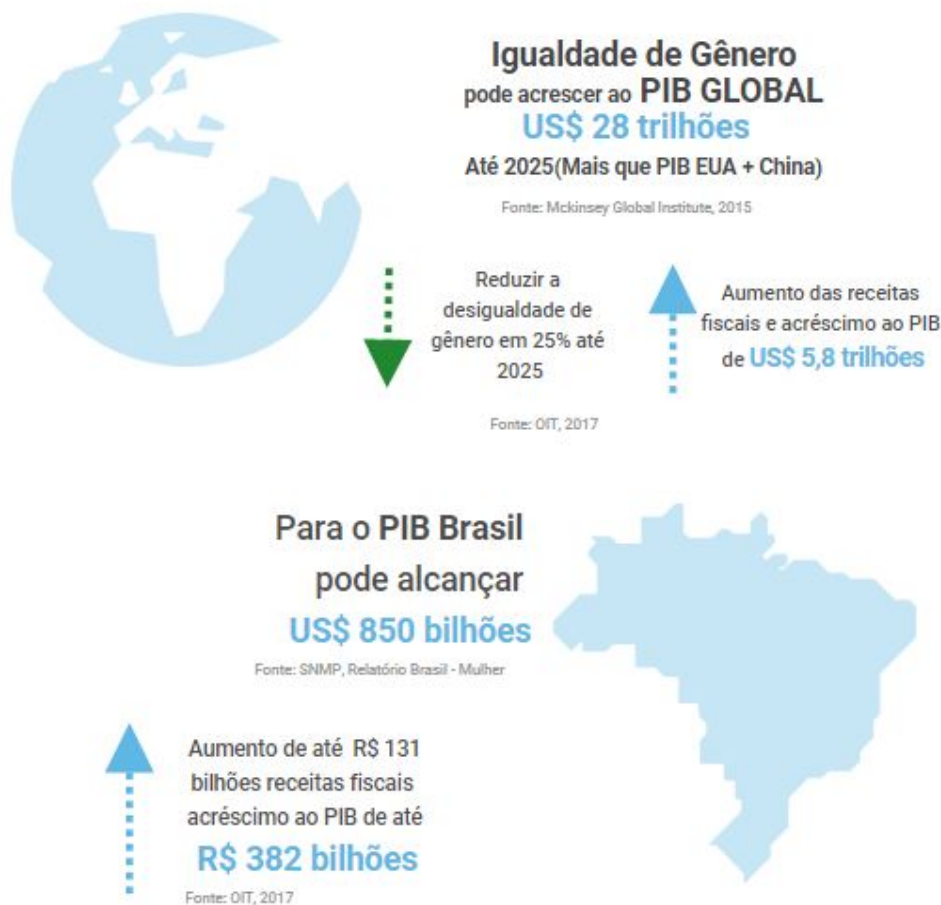 Igualdade de Gênero
pode acrescer ao PIB GLOBAL
US$ 28 trilhões
Até 2025(Mais que PIB EUA + China)
Fonte: Mckinsey Global Institute, 2015
Reduzir a
desigualdade de
gênero em 25% até
2025
Fonte: OIT, 2017
Aumento das receitas
fiscais e acréscimo ao PIB
de US$ 5,8 trilhões
Para o PIB Brasil
pode alcançar
US$ 850 bilhões
Fonte: SNMP, Relatório Brasil - Mulher
Aumento de até R$ 131
bilhões receitas fiscais
acréscimo ao PIB de até
R$ 382 bilhões
Fonte: OIT, 2017